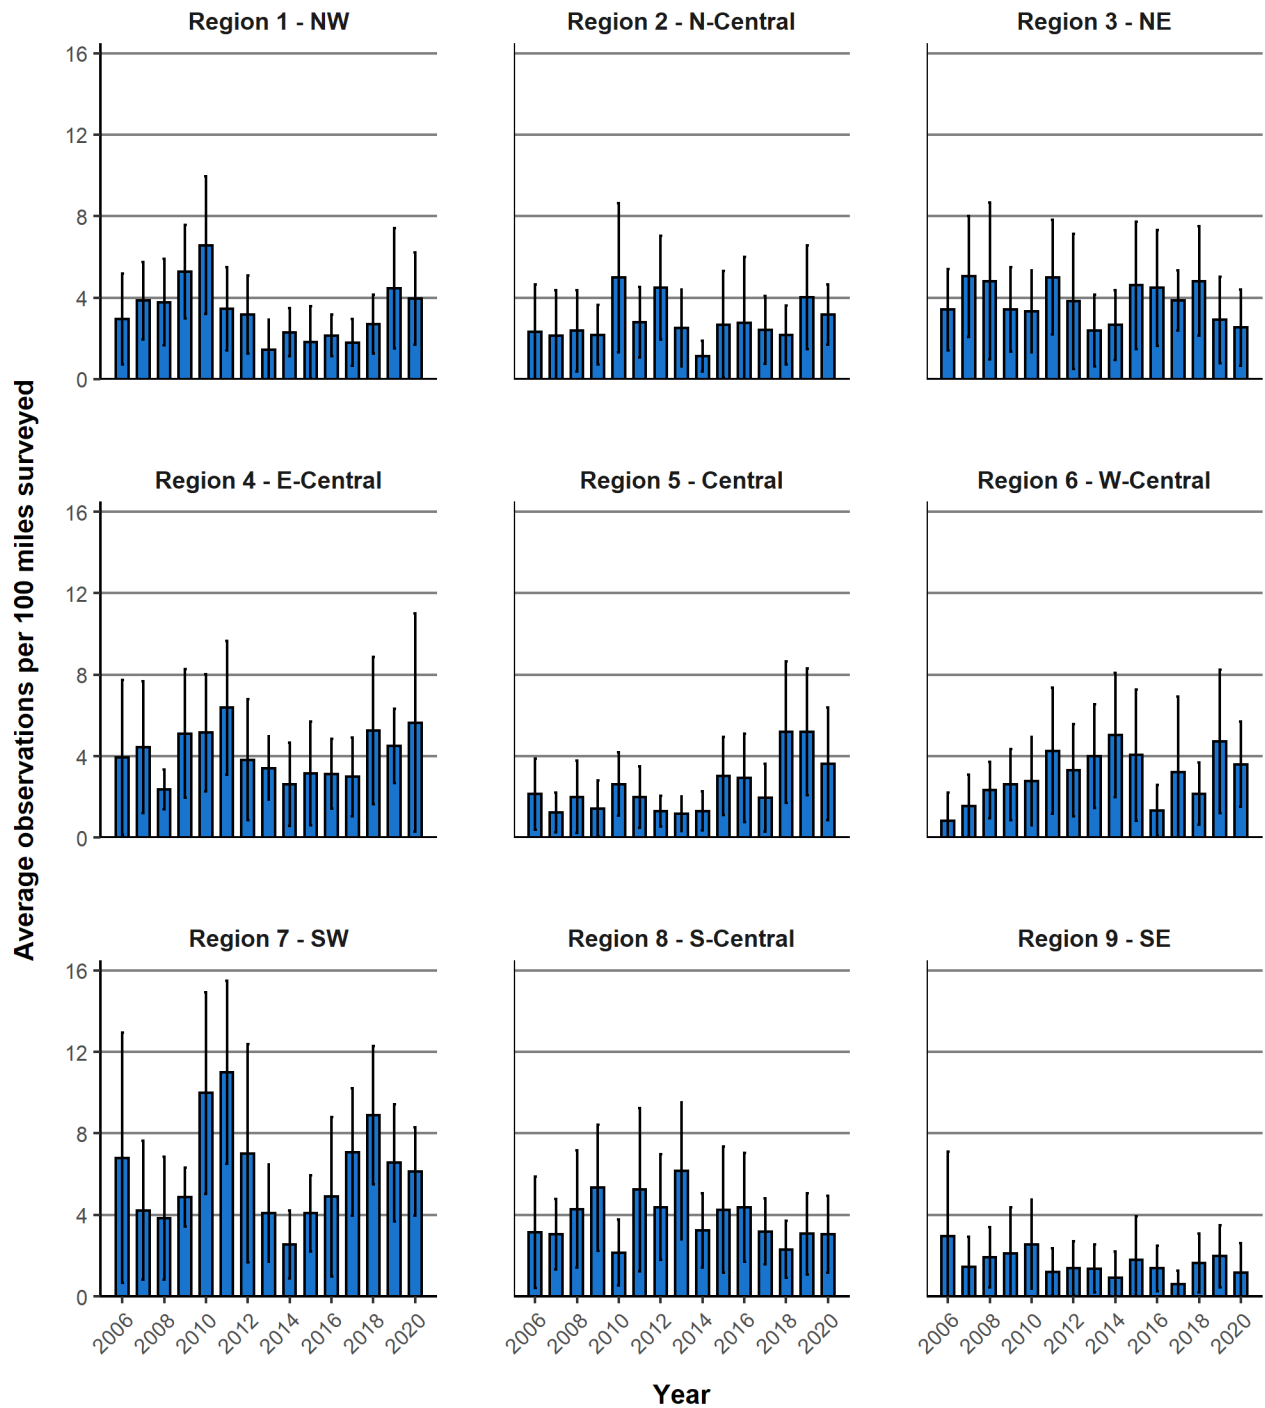 Region 1 - NW
Region 2 - N-Central
Region 3 - NE
16
12
8
4
0
Region 4 - E-Central
Region 5 - Central
Region 6 - W-Central
16
12
8
4
0
Region 7 - SW
Region 8 - S-Central
Region 9 - SE
16
12
8
4
0
2006 2008 2010 2012 2014 2016 2018 2020
2006 2008 2010 2012 2014 2016 2018 2020
2006 2008 2010 2012 2014 2016 2018 2020
Average observations per 100 miles surveyed
Year